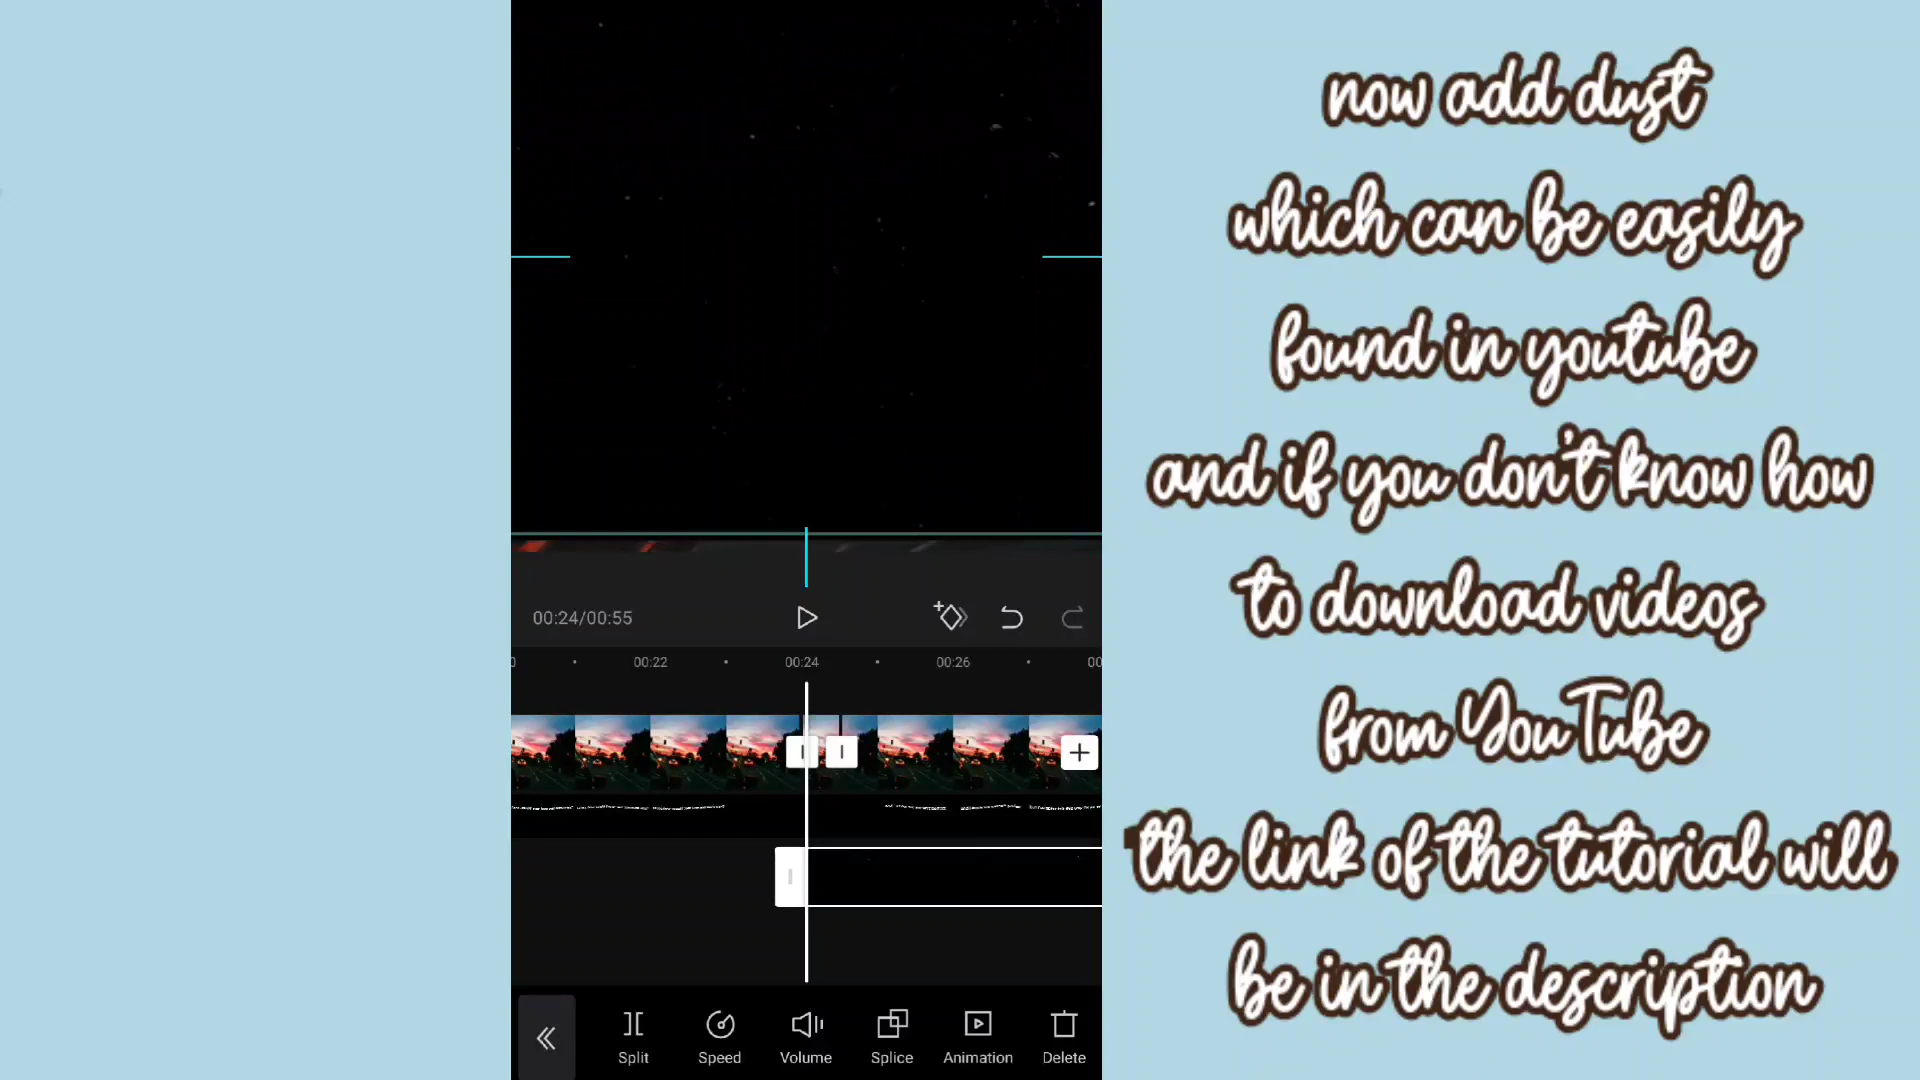 now add dust
which can be easily
found in youtube
and if you don't know how
to download videos
from YouTube
the link of the tutorial will
be in the description
00:24/00:55
00:22
00:24
00:26
00
Split
Speed
Volume
Splice
Animation
Delete